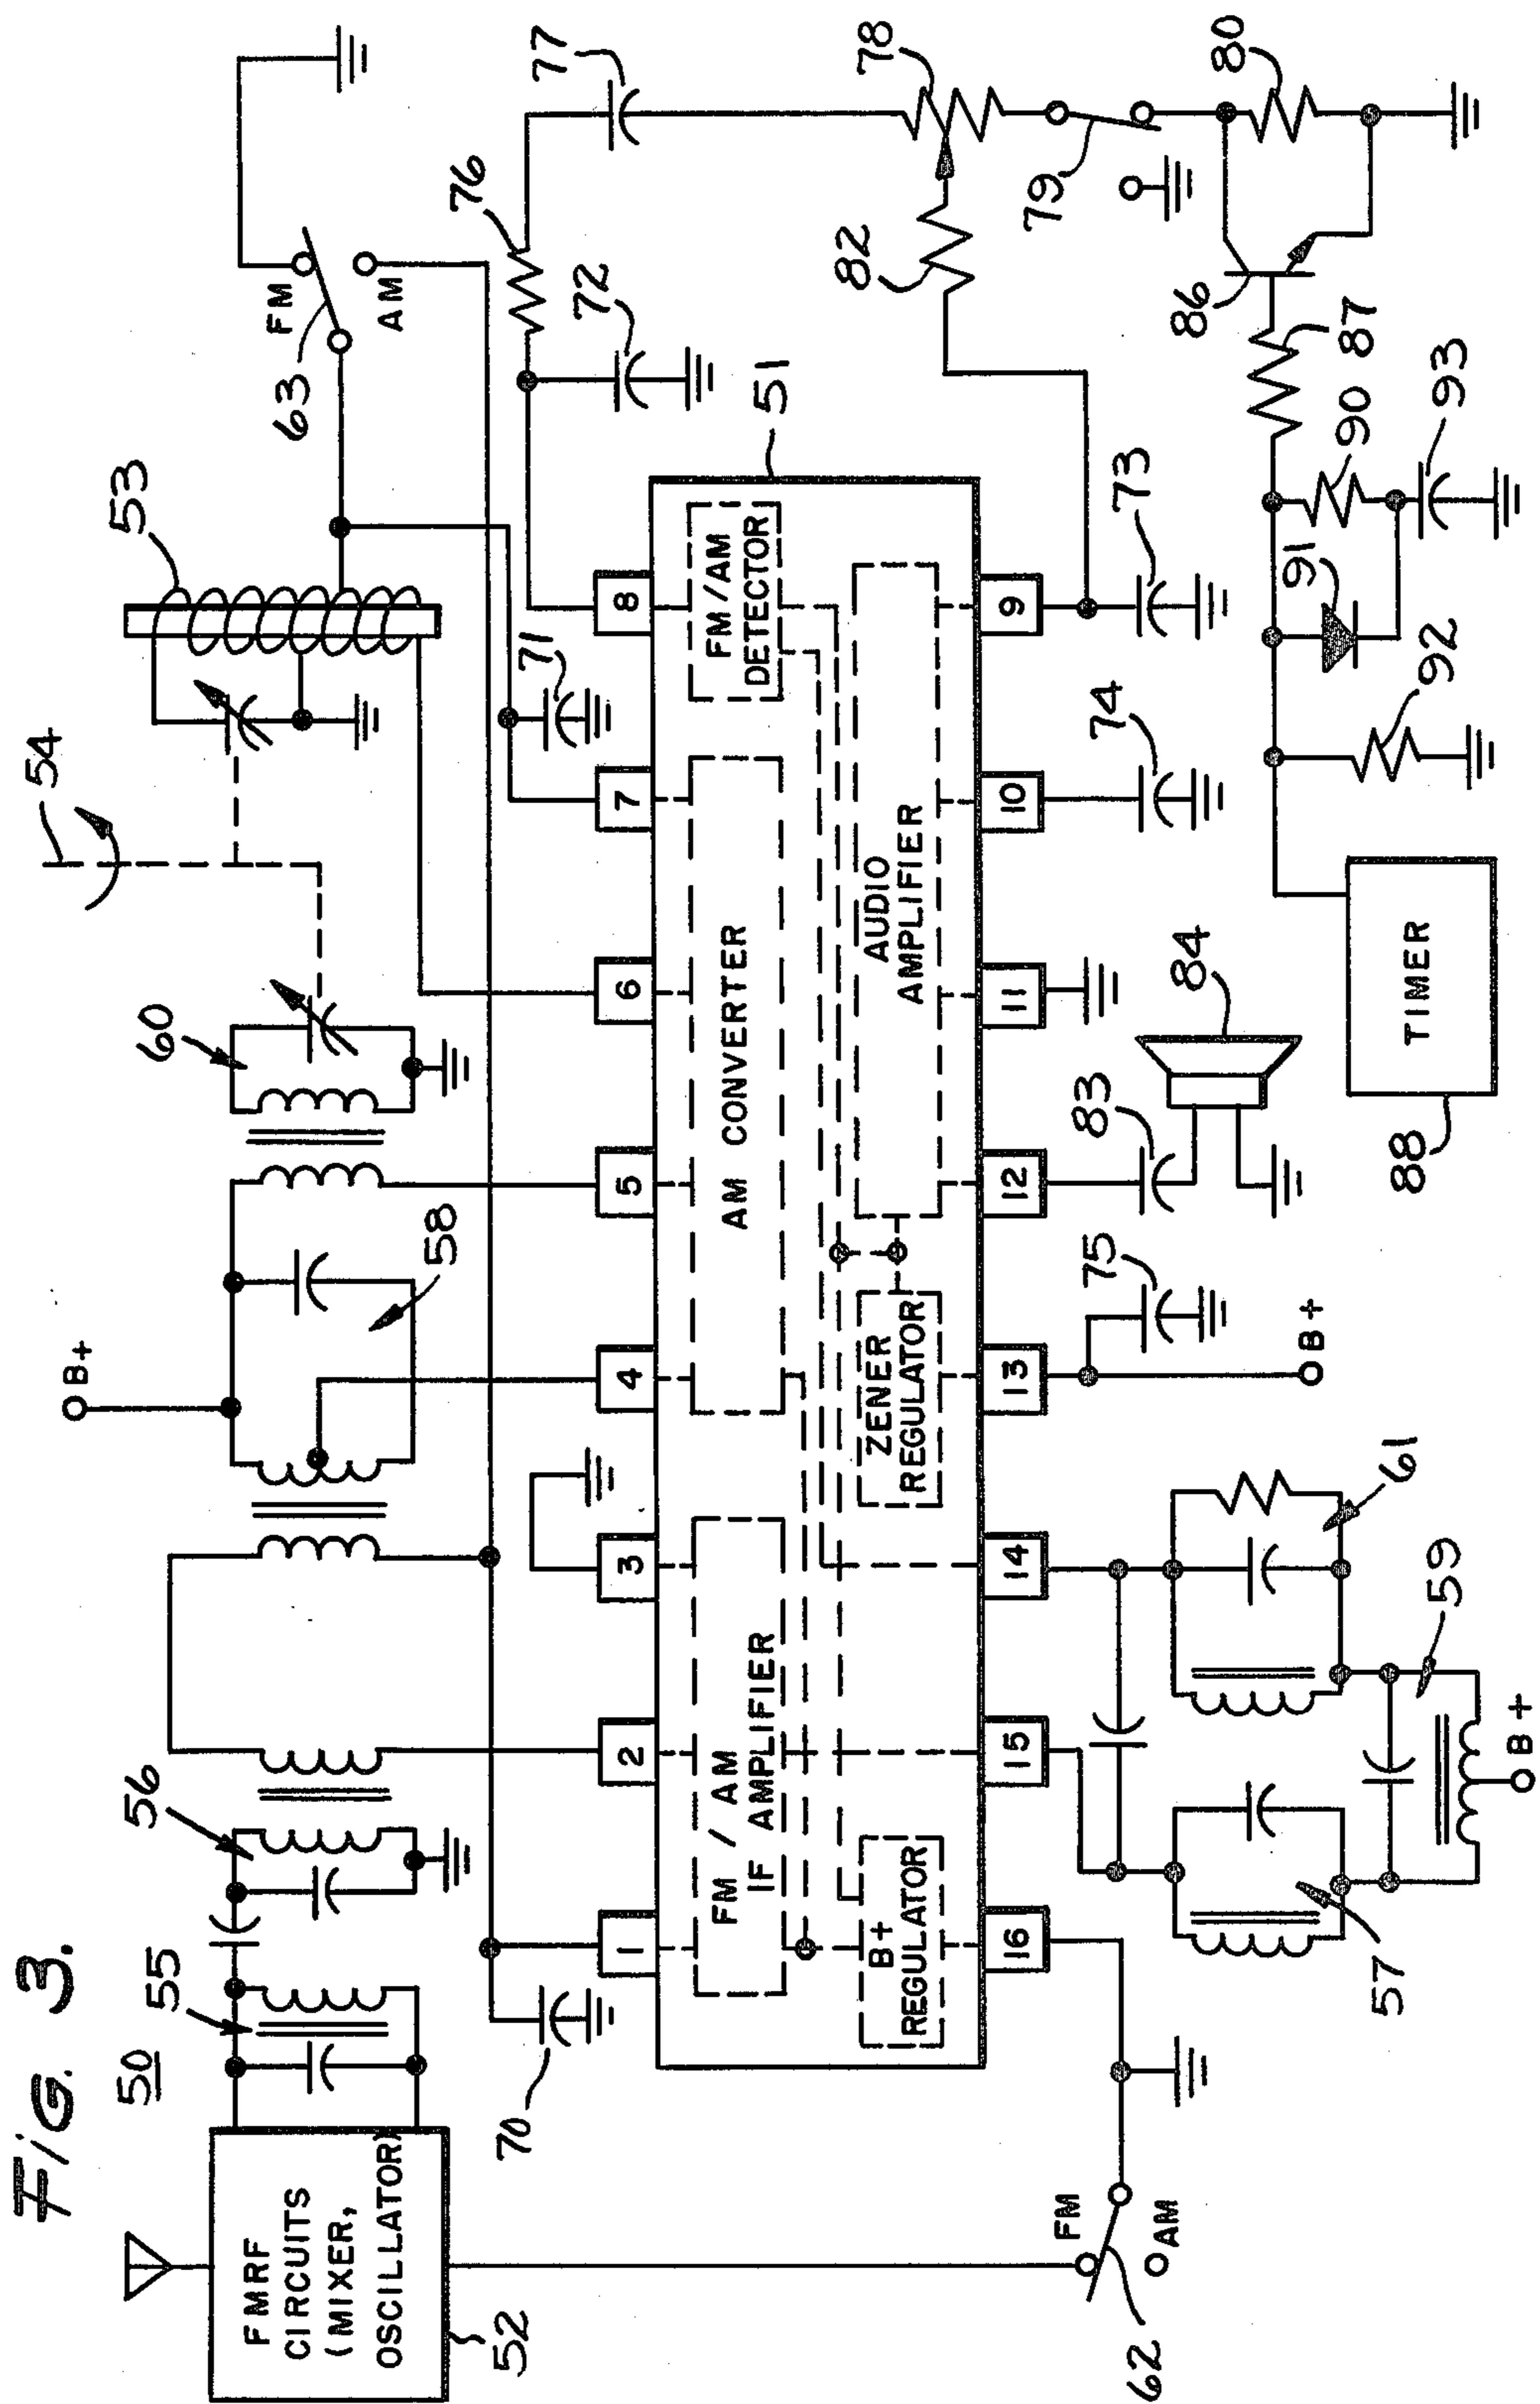 FIG. 3.
50
FMRF
CIRCUITS
(MIXER,
OSCILLATOR)
52
55
56
B+
58
60
54
53
63
FM
AM
76
77
72
71
70
1
2
3
4
5
6
7
8
51
FM / AM
IF AMPLIFIER
AM CONVERTER
FM/AM
DETECTOR
B+
REGULATOR
ZENER
REGULATOR
AUDIO
AMPLIFIER
16
15
14
13
12
11
10
9
62
FM
AM
57
59
61
B+
75
B+
83
84
74
73
82
78
79
80
86
87
90
91
92
93
TIMER
88